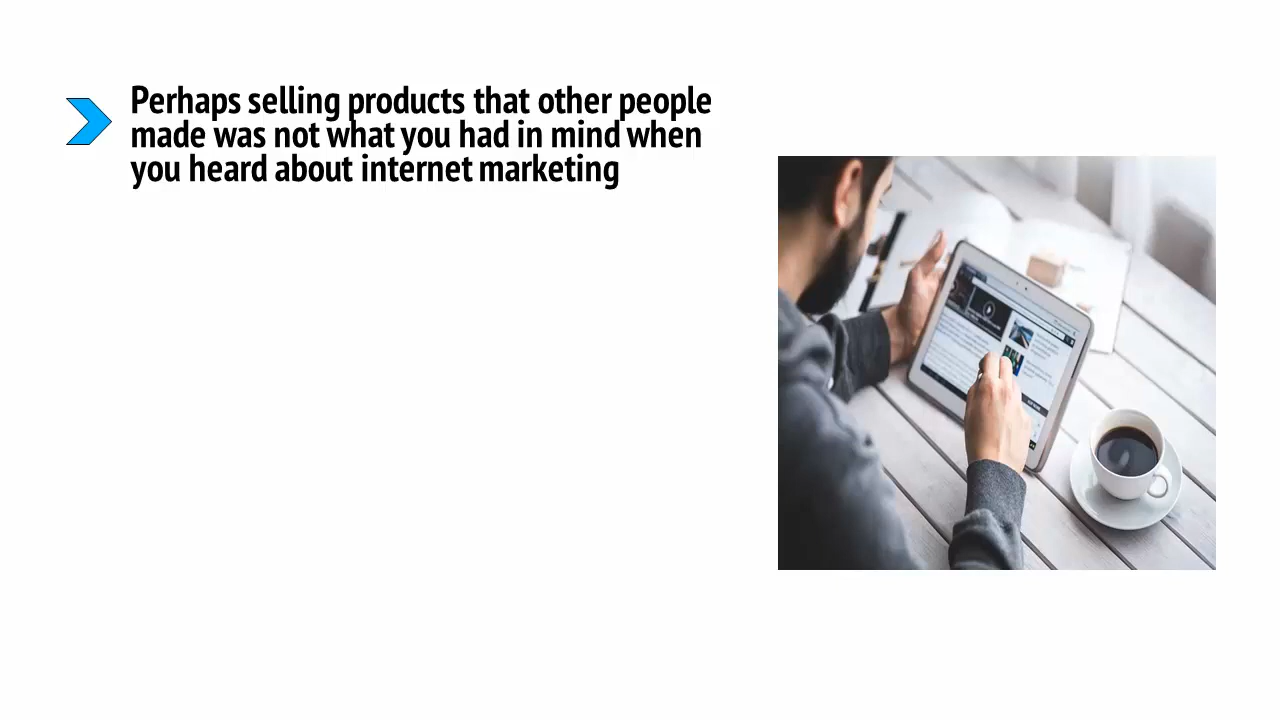 Perhaps selling products that other people
made was not what you had in mind when
you heard about internet marketing